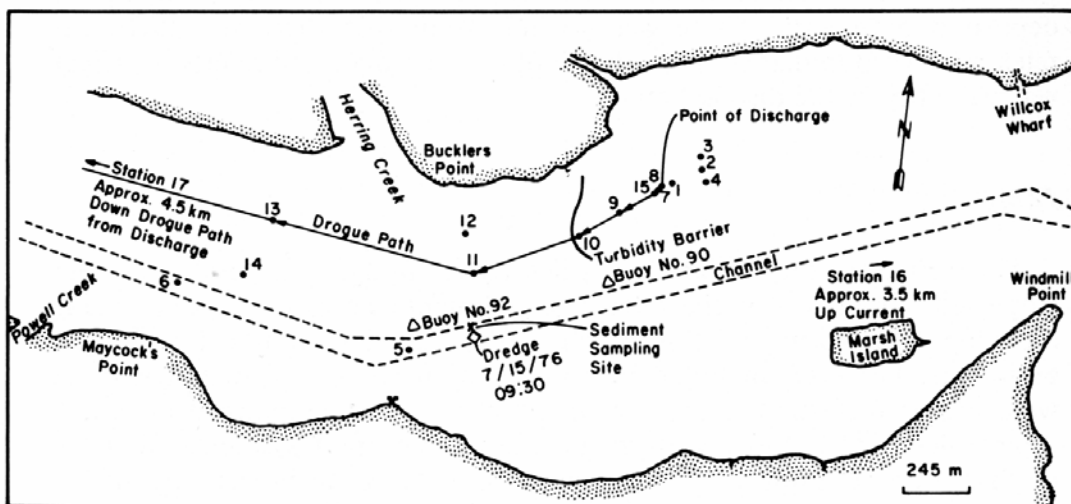 Willcox
Wharf
N
Point of Discharge
Herring Creek
Bucklers
Point
3
2
4
1
8
15
7
9
10
Turbidity Barrier
Station 17
Approx. 4.5 km
Down Drogue Path
from Discharge
13
Drogue Path
12
11
14
6
Buoy No. 90
Channel
Station 16
Approx. 3.5 km
Up Current
Windmill
Point
Marsh
Island
Powell Creek
Maycock's
Point
Buoy No. 92
5
Dredge
7/15/76
09:30
Sediment
Sampling
Site
245 m